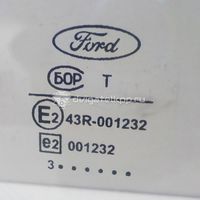 Ford
БОР T
E2 43R-001232
e2 001232
3 • • • • • •